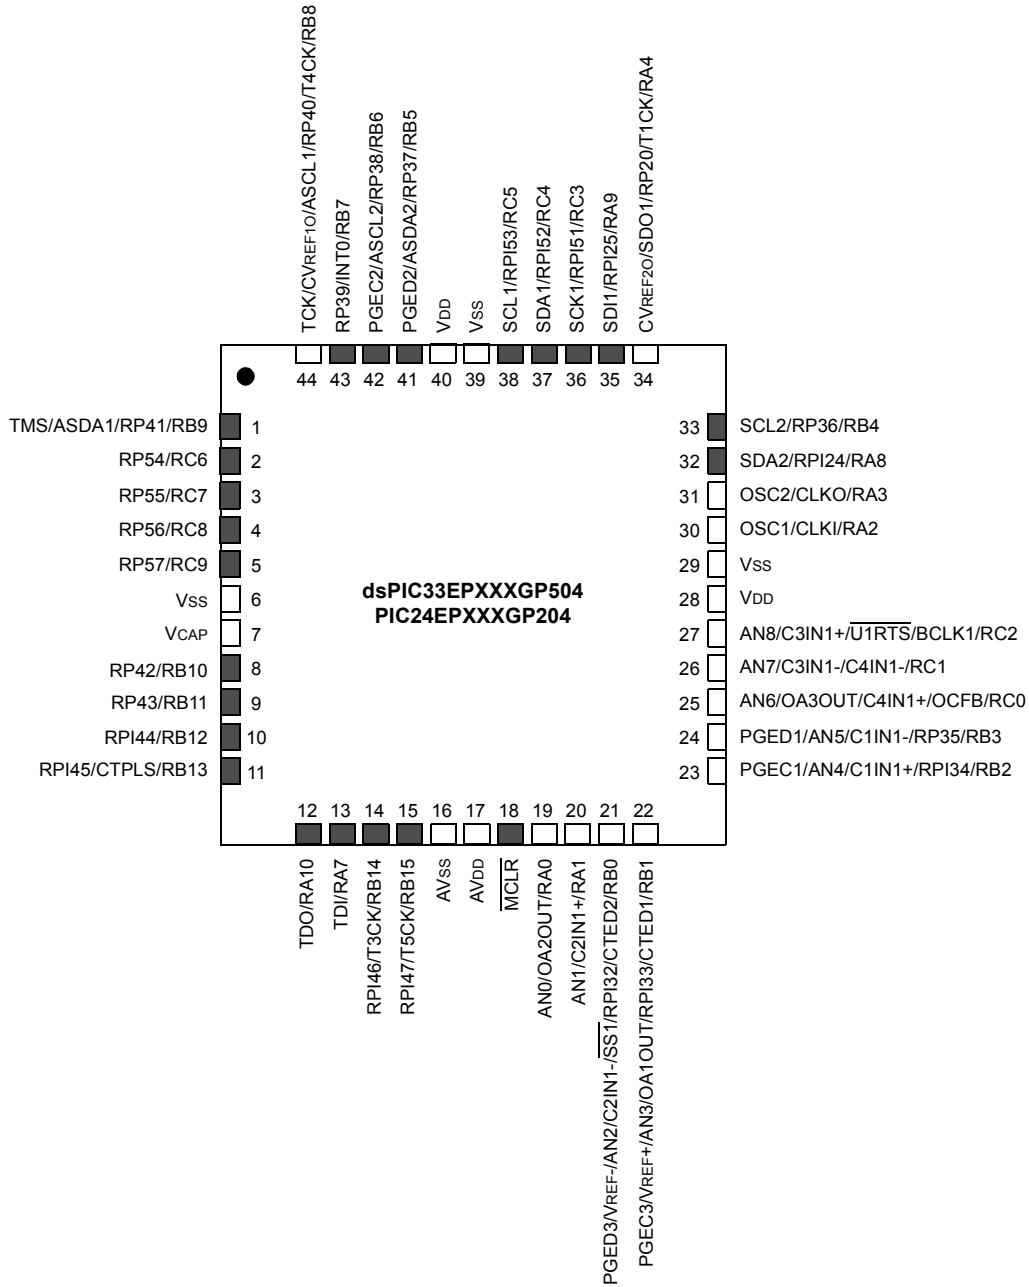 TCK/CVREF1O/ASCL1/RP40/T4CK/RB8
RP39/INT0/RB7
PGEC2/ASCL2/RP38/RB6
PGED2/ASDA2/RP37/RB5
VDD
VSS
SCL1/RPI53/RC5
SDA1/RPI52/RC4
SCK1/RPI51/RC3
SDI1/RPI25/RA9
CVREF2O/SDO1/RP20/T1CK/RA4
44 43 42 41 40 39 38 37 36 35 34
TMS/ASDA1/RP41/RB9 1
RP54/RC6 2
RP55/RC7 3
RP56/RC8 4
RP57/RC9 5
VSS 6
VCAP 7
RP42/RB10 8
RP43/RB11 9
RPI44/RB12 10
RPI45/CTPLS/RB13 11
dsPIC33EPXXXGP504
PIC24EPXXXGP204
33 SCL2/RP36/RB4
32 SDA2/RPI24/RA8
31 OSC2/CLKO/RA3
30 OSC1/CLKI/RA2
29 VSS
28 VDD
27 AN8/C3IN1+/U1RTS/BCLK1/RC2
26 AN7/C3IN1-/C4IN1-/RC1
25 AN6/OA3OUT/C4IN1+/OCFB/RC0
24 PGED1/AN5/C1IN1-/RP35/RB3
23 PGEC1/AN4/C1IN1+/RPI34/RB2
12 13 14 15 16 17 18 19 20 21 22
TDO/RA10
TDI/RA7
RPI46/T3CK/RB14
RPI47/T5CK/RB15
AVSS
AVDD
MCLR
AN0/OA2OUT/RA0
AN1/C2IN1+/RA1
PGED3/VREF-/AN2/C2IN1-/SS1/RPI32/CTED2/RB0
PGEC3/VREF+/AN3/OA1OUT/RPI33/CTED1/RB1